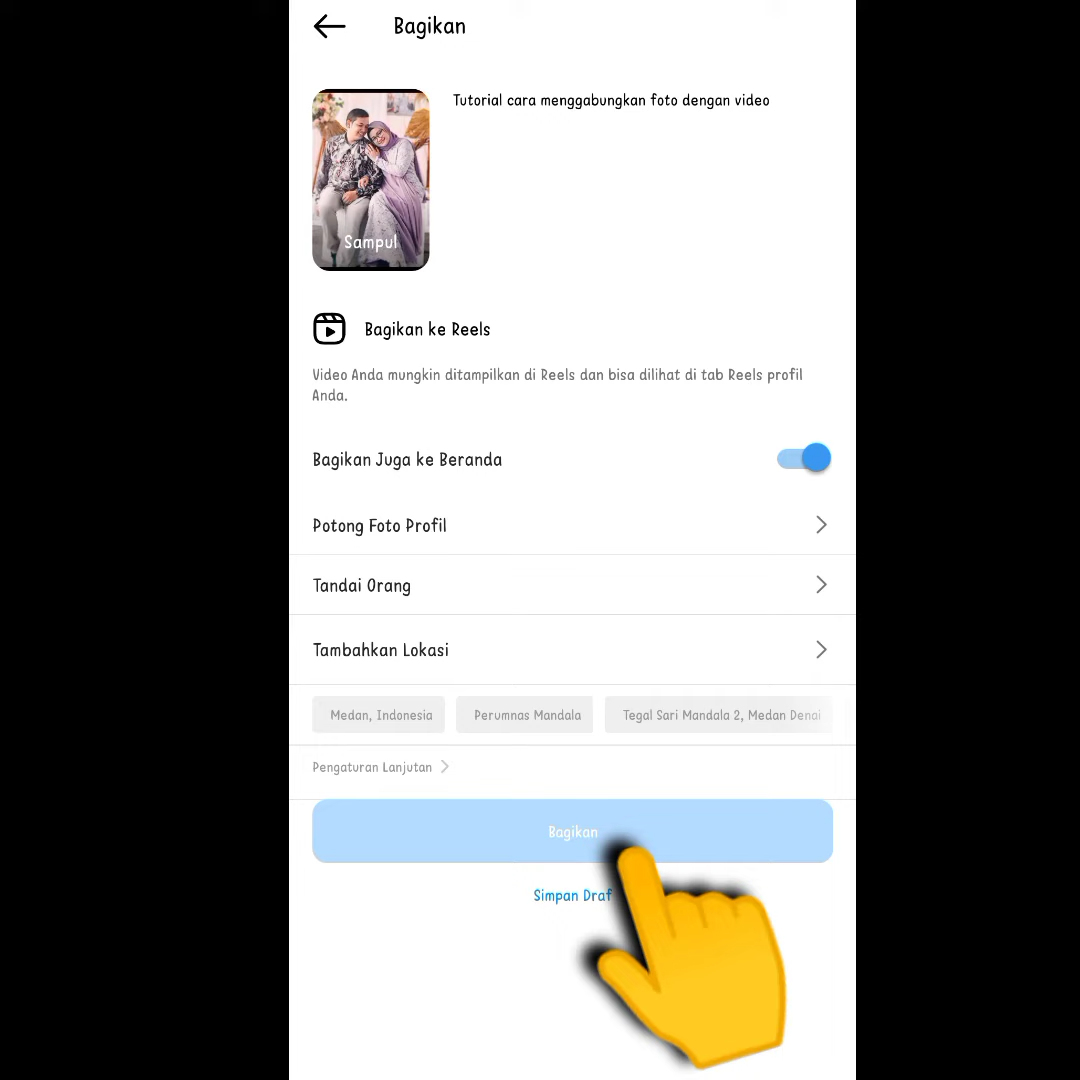 Bagikan
Tutorial cara menggabungkan foto dengan video
Sampul
Bagikan ke Reels
Video Anda mungkin ditampilkan di Reels dan bisa dilihat di tab Reels profil
Anda.
Bagikan Juga ke Beranda
Potong Foto Profil
Tandai Orang
Tambahkan Lokasi
Medan, Indonesia
Perumnas Mandala
Tegal Sari Mandala 2, Medan Denai
Pengaturan Lanjutan
Bagikan
Simpan Draf